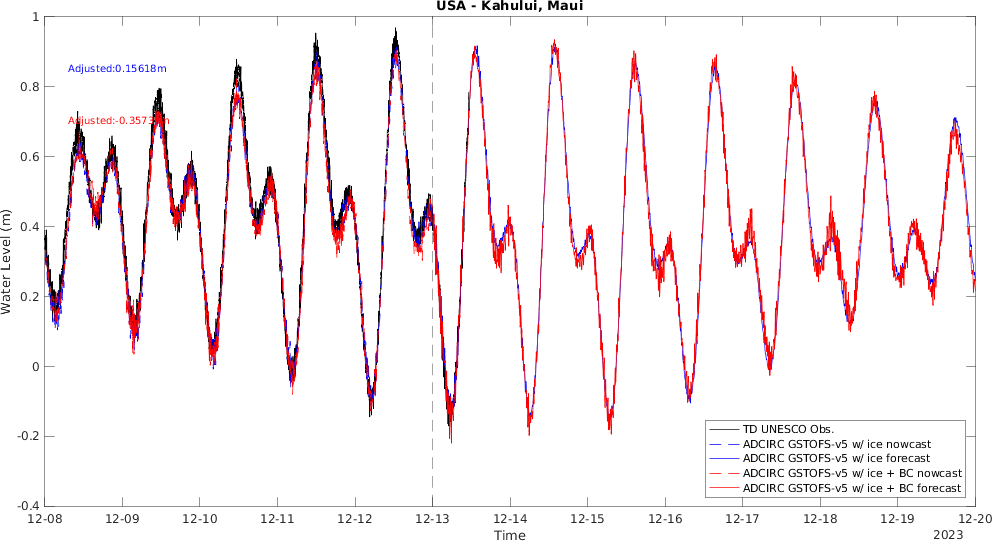 USA - Kahului, Maui
Water Level (m)
1
0.8
0.6
0.4
0.2
0
-0.2
-0.4
Adjusted:0.15618m
TD UNESCO Obs.
ADCIRC GSTOFS-v5 w/ ice nowcast
ADCIRC GSTOFS-v5 w/ ice forecast
ADCIRC GSTOFS-v5 w/ ice + BC nowcast
ADCIRC GSTOFS-v5 w/ ice + BC forecast
12-08 12-09 12-10 12-11 12-12 12-13 12-14 12-15 12-16 12-17 12-18 12-19 12-20
Time
2023